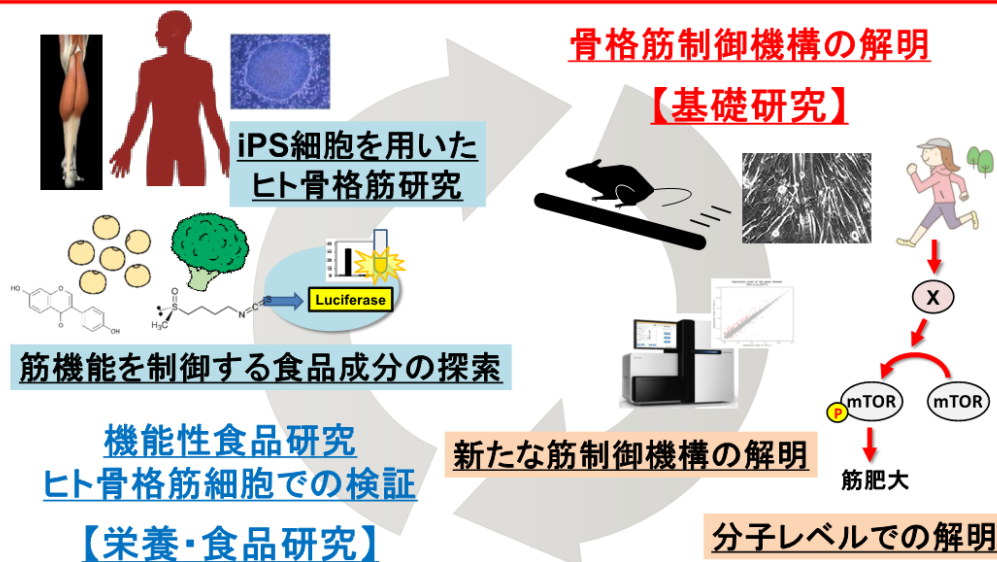 骨格筋制御機構の解明
【基礎研究】
iPS細胞を用いた
ヒト骨格筋研究
HO
O
O
OH
O
S
H₃C
N
C
S
Luciferase
筋機能を制御する食品成分の探索
機能性食品研究
ヒト骨格筋細胞での検証
【栄養・食品研究】
新たな筋制御機構の解明
X
P
mTOR
mTOR
筋肥大
分子レベルでの解明